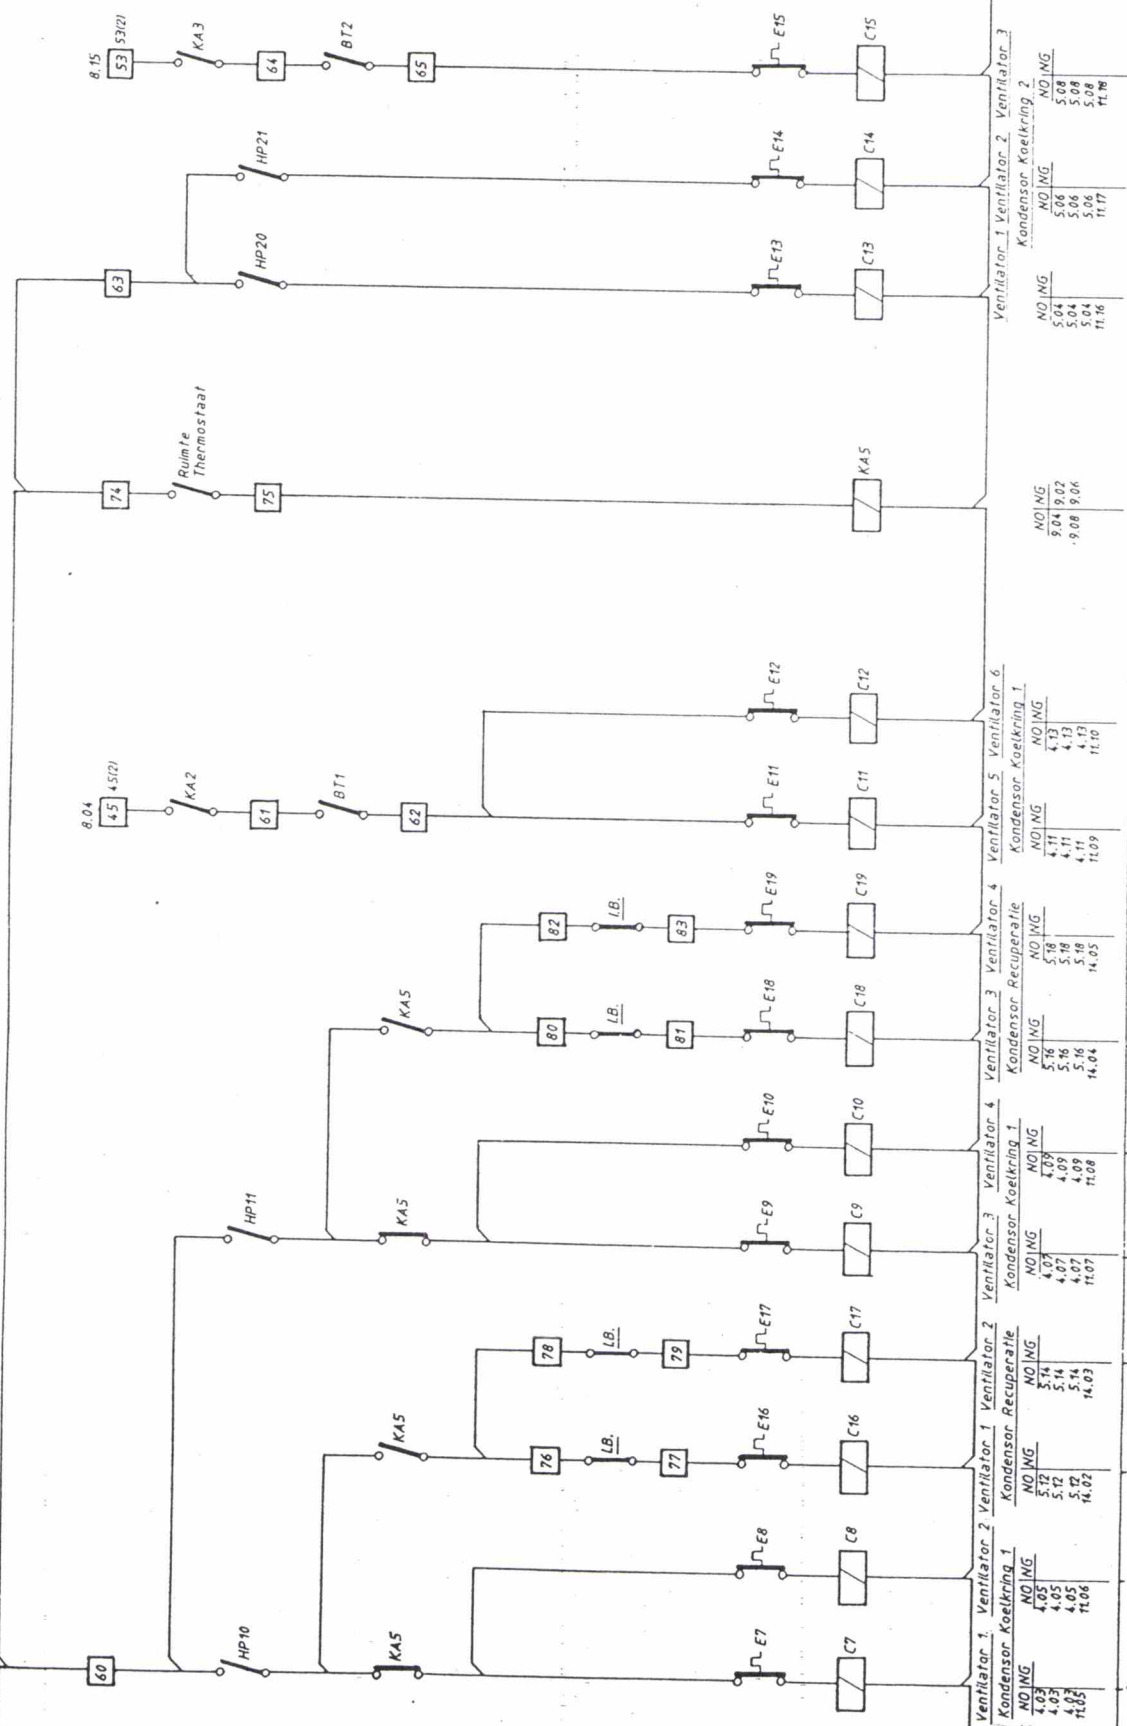 60
HP10
KA5
E7
C7
Ventilator 1
NO NG
4.03
4.03
4.03
11.05
E8
C8
Ventilator 2
Kondensor Koelkring 1
NO NG
4.05
4.05
4.05
11.06
KA5
76
I.B.
77
E16
C16
Ventilator 1
NO NG
5.12
5.12
5.12
14.02
78
I.B.
79
E17
C17
Ventilator 2
Kondensor Recuperatie
NO NG
5.14
5.14
5.14
14.03
HP11
KA5
E9
C9
Ventilator 3
NO NG
4.07
4.07
4.07
11.07
E10
C10
Ventilator 4
Kondensor Koelkring 1
NO NG
4.09
4.09
4.09
11.08
KA5
80
I.B.
81
E18
C18
Ventilator 3
NO NG
5.16
5.16
5.16
14.04
82
I.B.
83
E19
C19
Ventilator 4
Kondensor Recuperatie
NO NG
5.18
5.18
5.18
14.05
8.04
45 45(2)
KA2
61
BT1
62
E11
C11
Ventilator 5
NO NG
4.11
4.11
4.11
11.09
E12
C12
Ventilator 6
Kondensor Koelkring 1
NO NG
4.13
4.13
4.13
11.10
74
Ruimte
Thermostaat
75
KA5
NO NG
9.04 9.02
9.08 9.06
63
HP20
E13
C13
Ventilator 1
NO NG
5.04
5.04
5.04
11.16
HP21
E14
C14
Ventilator 2
Kondensor Koelkring 2
NO NG
5.06
5.06
5.06
11.17
8.15
53 53(2)
KA3
64
BT2
65
E15
C15
Ventilator 3
NO NG
5.08
5.08
5.08
11.18